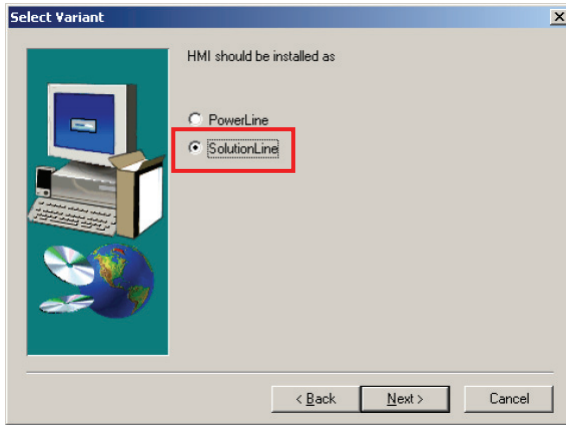 Select Variant
HMI should be installed as
PowerLine
SolutionLine
< Back
Next >
Cancel